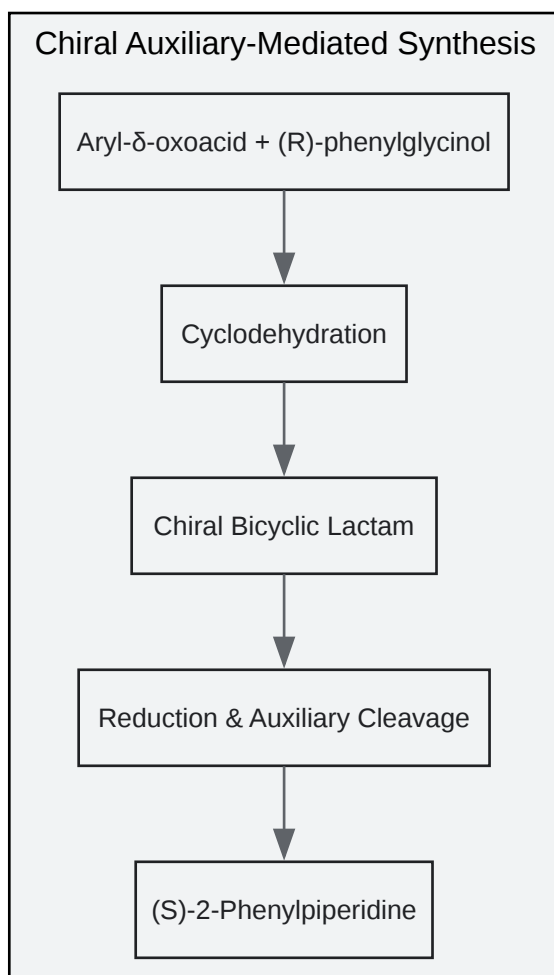 Chiral Auxiliary-Mediated Synthesis
Aryl-δ-oxoacid + (R)-phenylglycinol
Cyclodehydration
Chiral Bicyclic Lactam
Reduction & Auxiliary Cleavage
(S)-2-Phenylpiperidine